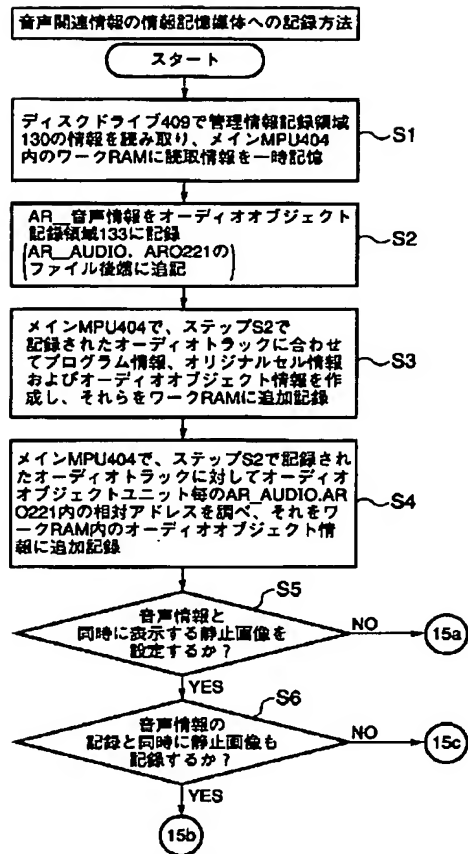 音声関連情報の情報記憶媒体への記録方法
スタート
ディスクドライブ409で管理情報記録領域
130の情報を読み取り、メインMPU404
内のワークRAMに読取情報を一時記憶
S1
AR__音声情報をオーディオオブジェクト
記録領域133に記録
(AR__AUDIO．ARO221の
ファイル後端に追記)
S2
メインMPU404で、ステップS2で
記録されたオーディオトラックに合わせ
てプログラム情報、オリジナルセル情報
およびオーディオオブジェクト情報を作
成し、それらをワークRAMに追加記録
S3
メインMPU404で、ステップS2で記録され
たオーディオトラックに対してオーディオ
オブジェクトユニット毎のAR_AUDIO.AR
O221内の相対アドレスを調べ、それをワ
ークRAM内のオーディオオブジェクト情
報に追加記録
S4
S5
音声情報と
同時に表示する静止画像を
設定するか？
NO
15a
YES
S6
音声情報の
記録と同時に静止画像も
記録するか？
NO
15c
YES
15b